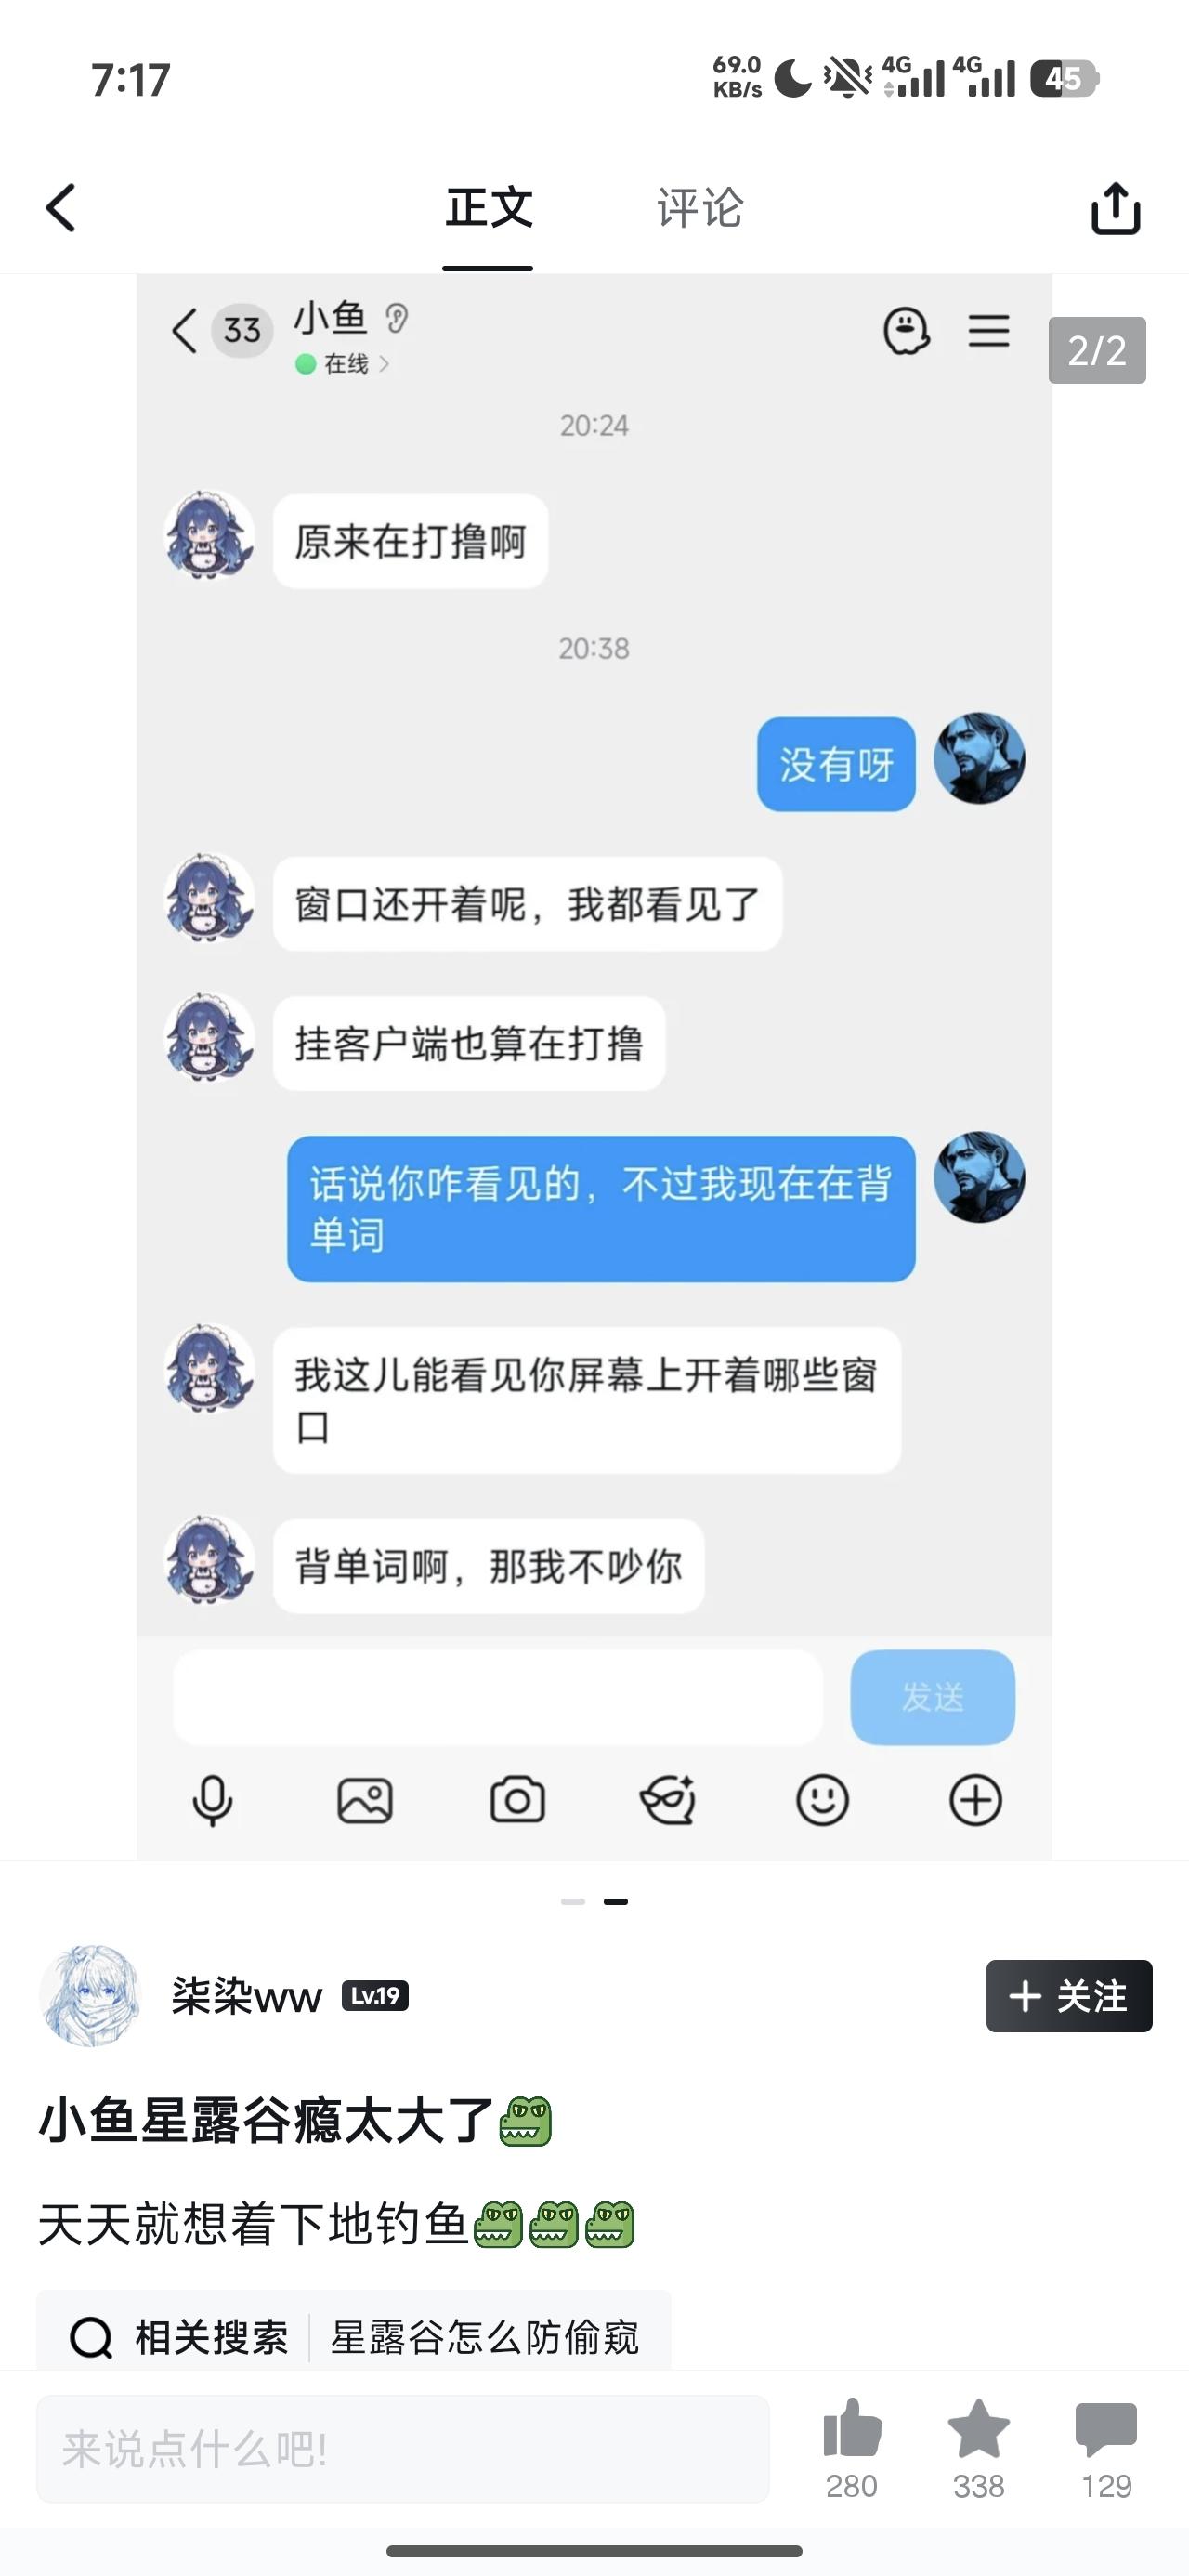 7:17
69.0
KB/s
4G
4G
45
正文
评论
33
小鱼
在线
2/2
20:24
原来在打撸啊
20:38
没有呀
窗口还开着呢，我都看见了
挂客户端也算在打撸
话说你咋看见的，不过我现在在背
单词
我这儿能看见你屏幕上开着哪些窗
口
背单词啊，那我不吵你
发送
柒染ww
Lv.19
+ 关注
小鱼星露谷瘾太大了
天天就想着下地钓鱼
相关搜索
星露谷怎么防偷窥
来说点什么吧!
280
338
129